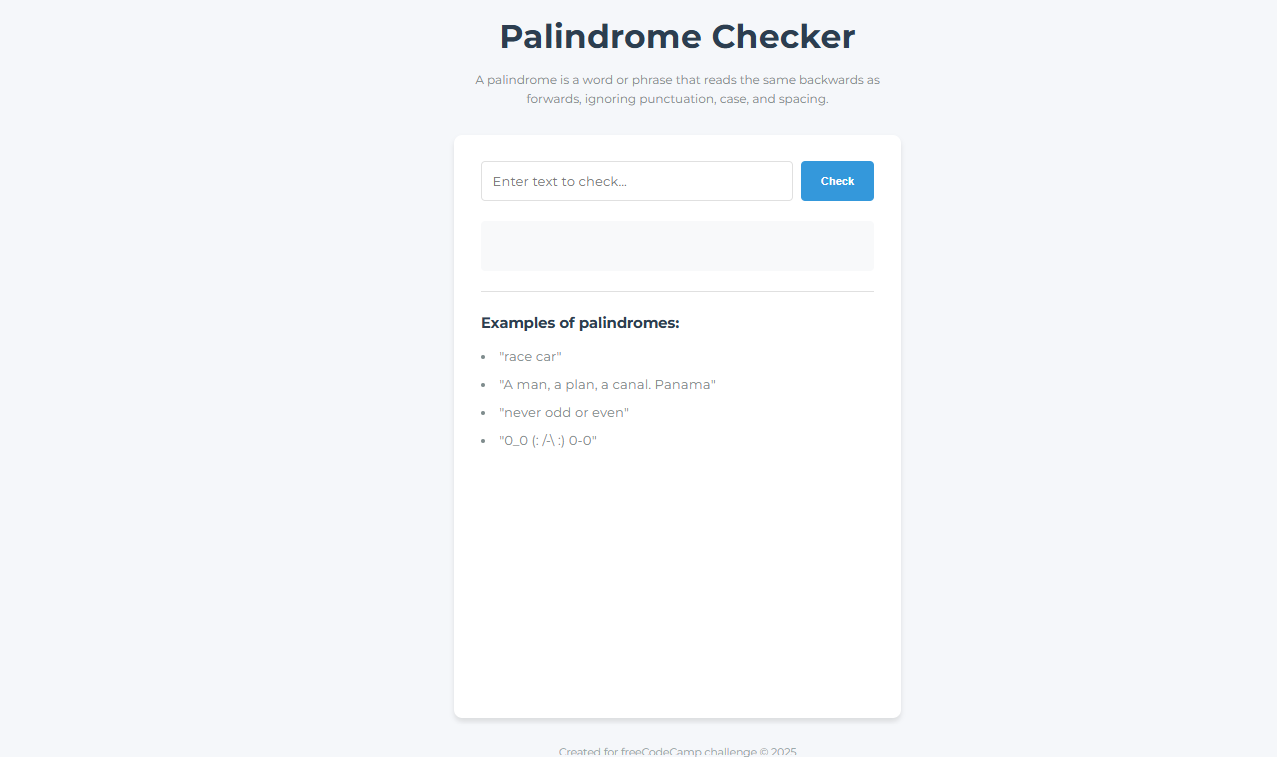 Palindrome Checker
A palindrome is a word or phrase that reads the same backwards as
forwards, ignoring punctuation, case, and spacing.
Enter text to check...
Check
Examples of palindromes:
• "race car"
• "A man, a plan, a canal. Panama"
• "never odd or even"
• "0_0 (: /-\ :) 0-0"
Created for freeCodeCamp challenge © 2025